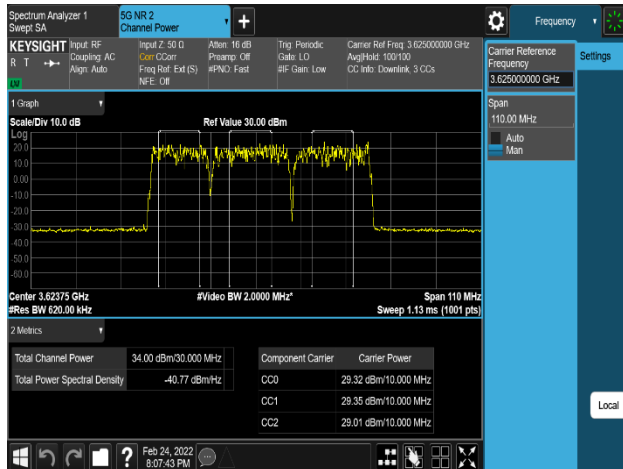 Spectrum Analyzer 1
Swept SA
5G NR 2
Channel Power
Frequency
KEYSIGHT
R T
Input: RF
Coupling: AC
Align: Auto
Input Z: 50 Ω
Corr CCorr
Freq Ref: Ext (S)
NFE: Off
Atten: 16 dB
Preamp: Off
#PNO: Fast
Trig: Periodic
Gate: LO
#IF Gain: Low
Carrier Ref Freq: 3.625000000 GHz
Avg|Hold: 100/100
CC Info: Downlink, 3 CCs
Carrier Reference
Frequency
3.625000000 GHz
Settings
Span
110.00 MHz
Auto
Man
1 Graph
Scale/Div 10.0 dB
Ref Value 30.00 dBm
Log
20.0
10.0
0.00
-10.0
-20.0
-30.0
-40.0
-50.0
-60.0
Center 3.62375 GHz
#Video BW 2.0000 MHz*
Span 110 MHz
#Res BW 620.00 kHz
Sweep 1.13 ms (1001 pts)
2 Metrics
Total Channel Power
34.00 dBm/30.000 MHz
Total Power Spectral Density
-40.77 dBm/Hz
Component Carrier
Carrier Power
CC0
29.32 dBm/10.000 MHz
CC1
29.35 dBm/10.000 MHz
CC2
29.01 dBm/10.000 MHz
Local
?
Feb 24, 2022
8:07:43 PM